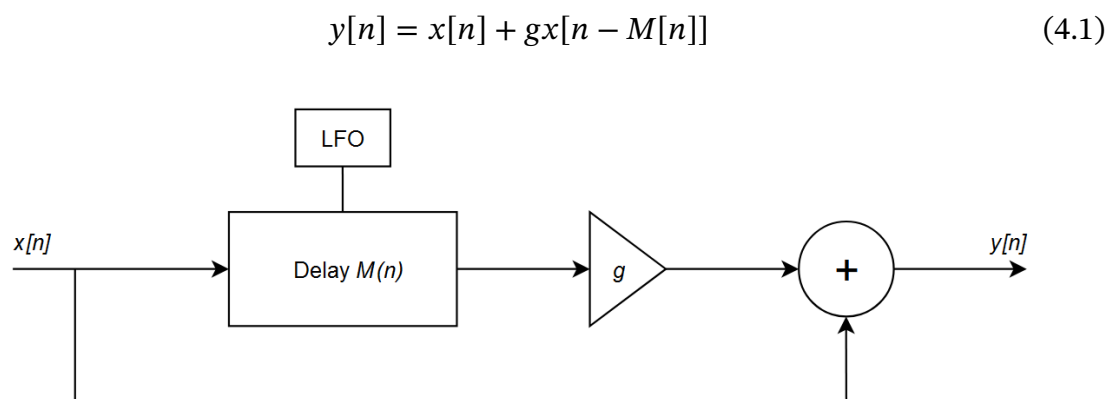 y[n] = x[n] + gx[n − M[n]] (4.1)
LFO
x[n]
Delay M(n)
g
+
y[n]